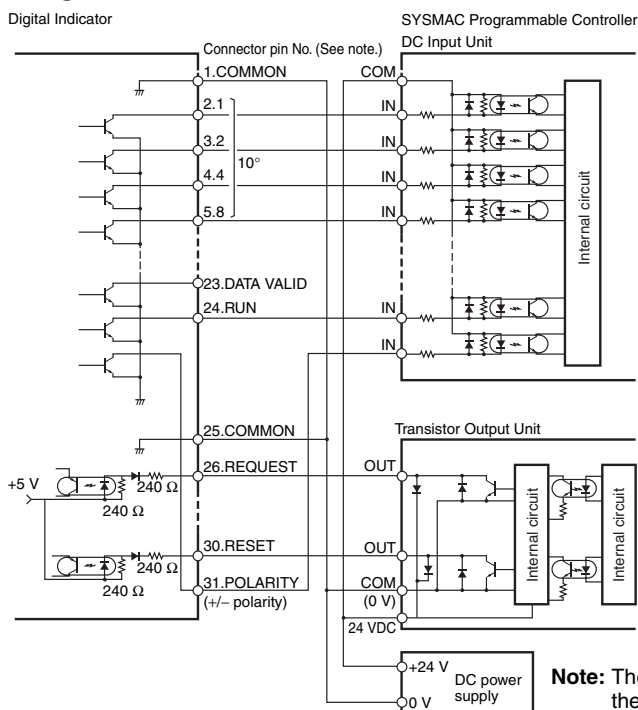 Digital Indicator
SYSMAC Programmable Controller
DC Input Unit
Connector pin No. (See note.)
1.COMMON
COM
2.1
IN
3.2
IN
10°
4.4
IN
5.8
IN
Internal circuit
23.DATA VALID
24.RUN
IN
IN
25.COMMON
Transistor Output Unit
26.REQUEST
OUT
+5 V
240 Ω
240 Ω
Internal circuit
Internal circuit
30.RESET
OUT
240 Ω
240 Ω
31.POLARITY
(+/− polarity)
COM
(0 V)
24 VDC
+24 V
DC power
supply
0 V
Note: The
the